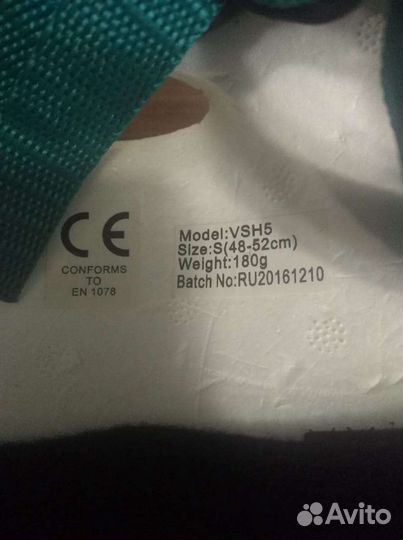 CE
CONFORMS
TO
EN 1078
Model:VSH5
Size:S(48-52cm)
Weight:180g
Batch No:RU20161210
Avito